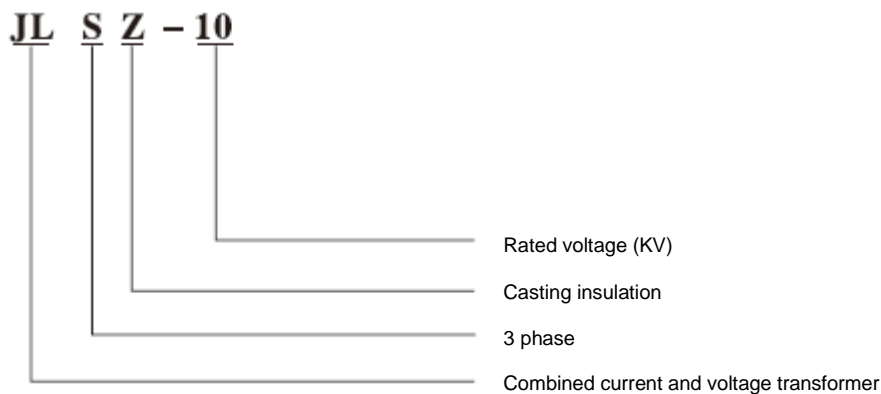 JL S Z – 10
Rated voltage (KV)
Casting insulation
3 phase
Combined current and voltage transformer